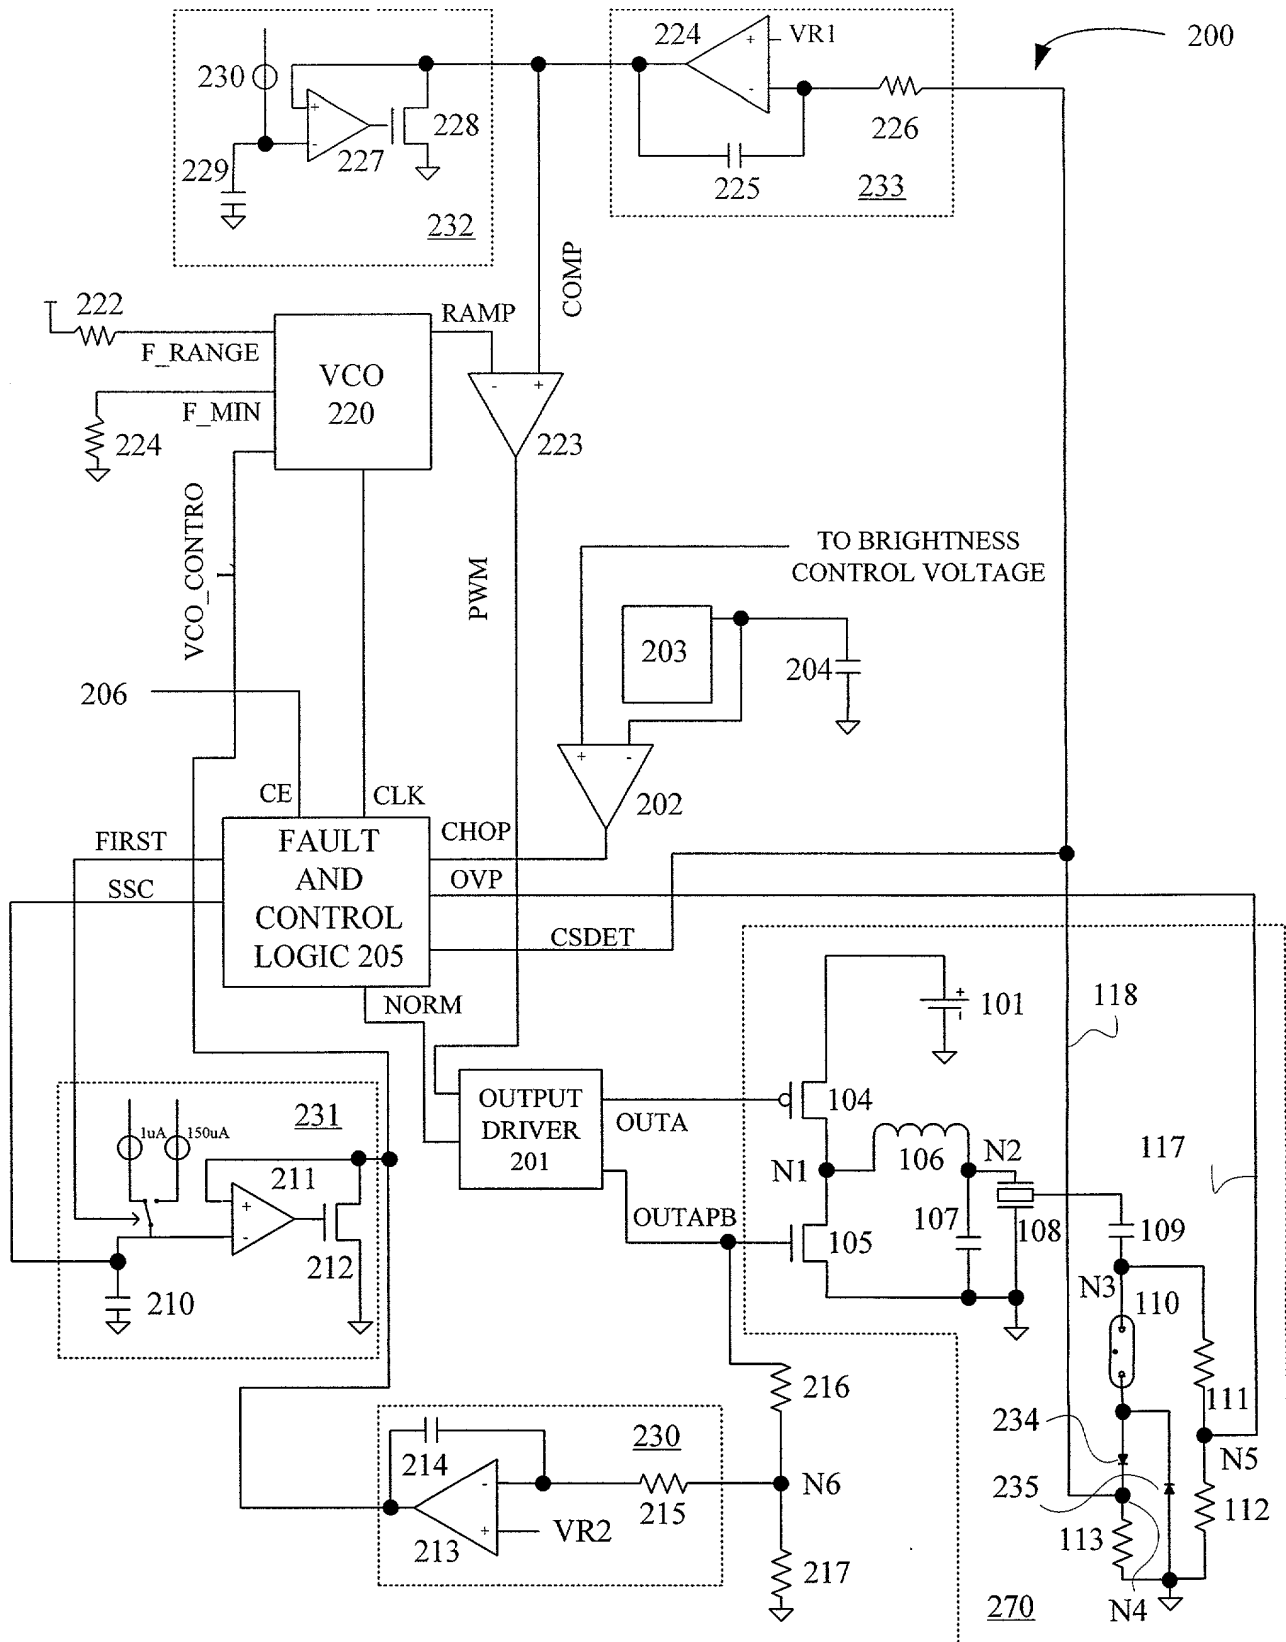 200
224
+
VR1
-
226
225
233
230
+
-
228
227
229
232
COMP
222
RAMP
F_RANGE
VCO
220
F_MIN
224
- +
223
VCO_CONTRO
TO BRIGHTNESS
CONTROL VOLTAGE
PWM
203
204
206
+ -
202
CE
CLK
CHOP
FIRST
FAULT
AND
CONTROL
LOGIC 205
OVP
SSC
CSDET
NORM
+
-
101
118
117
OUTPUT
DRIVER
201
OUTA
104
231
1uA
150uA
211
+
-
212
210
N1
106
N2
OUTAPB
105
107
108
109
N3
110
111
216
234
N5
235
112
230
214
-
N6
215
+
VR2
213
113
217
270
N4